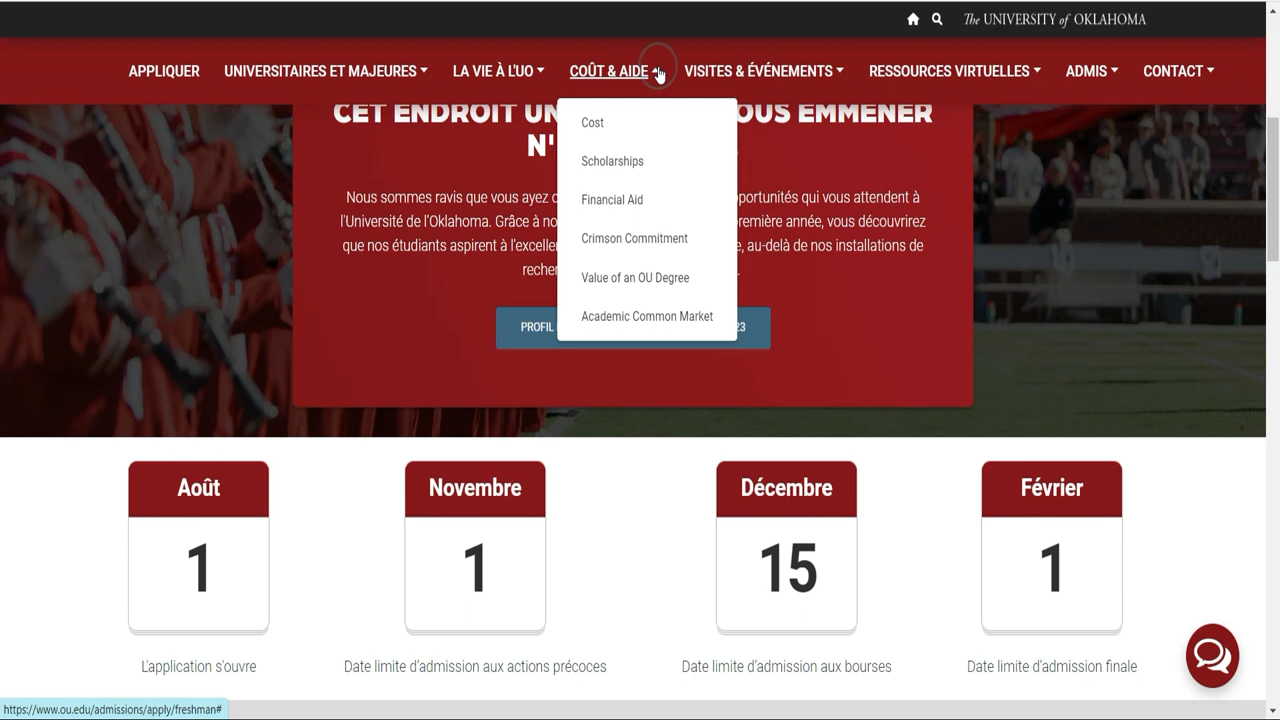 The UNIVERSITY of OKLAHOMA
APPLIQUER UNIVERSITAIRES ET MAJEURES LA VIE À L'UO COÛT & AIDE VISITES & ÉVÉNEMENTS RESSOURCES VIRTUELLES ADMIS CONTACT
CET ENDROIT OUS EMMENER
N'
Cost
Scholarships
Financial Aid
Crimson Commitment
Value of an OU Degree
Academic Common Market
Nous sommes ravis que vous ayez portunités qui vous attendent à
l'Université de l'Oklahoma. Grâce à remière année, vous découvrirez
que nos étudiants aspirent à e, au-delà de nos installations de
PROFIL 23
Août
1
L'application s'ouvre
Novembre
1
Date limite d'admission aux actions précoces
Décembre
15
Date limite d'admission aux bourses
Février
1
Date limite d'admission finale
https://www.ou.edu/admissions/apply/freshman#